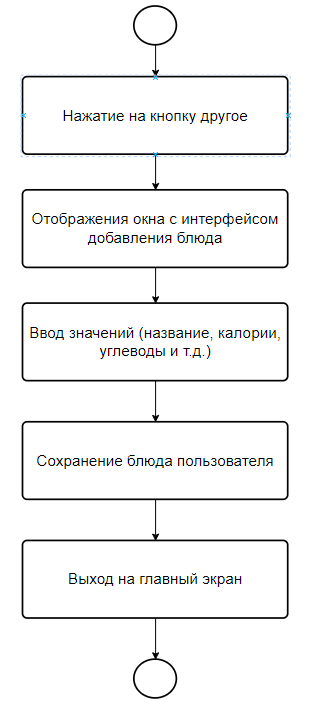 Нажатие на кнопку другое
Отображения окна с интерфейсом
добавления блюда
Ввод значений (название, калории,
углеводы и т.д.)
Сохранение блюда пользователя
Выход на главный экран